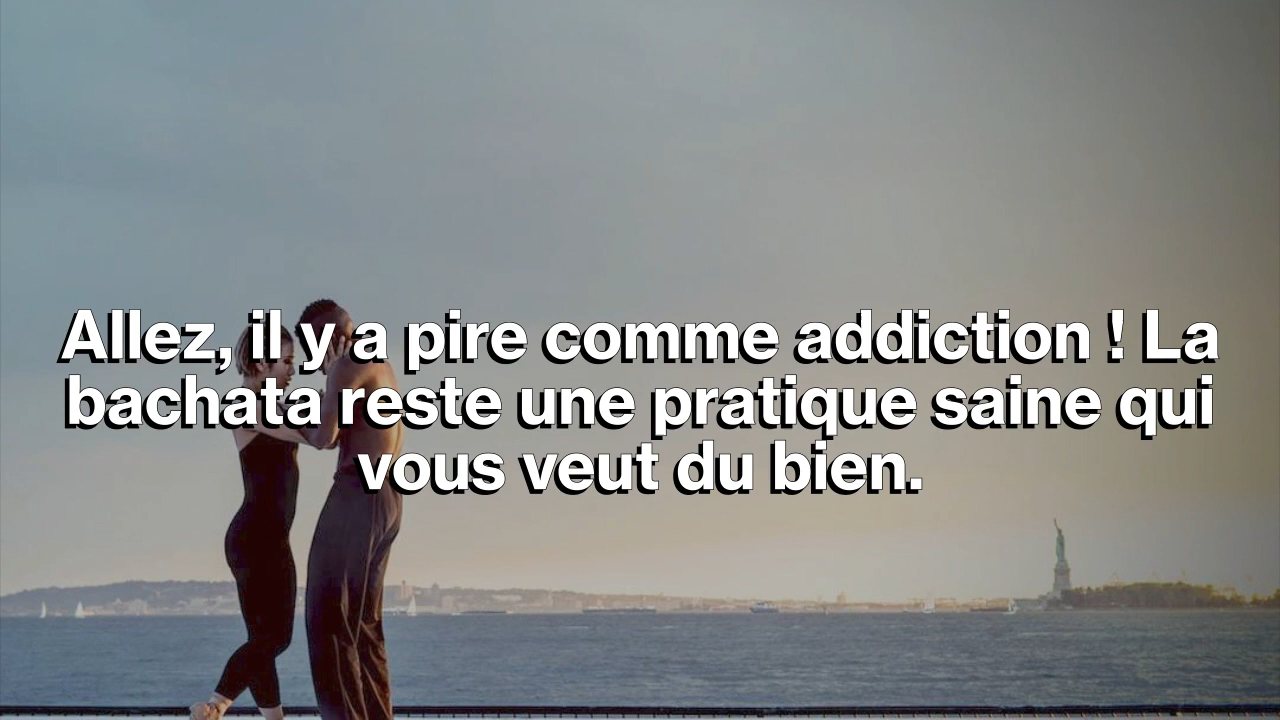 Allez, il y a pire comme addiction ! La
bachata reste une pratique saine qui
vous veut du bien.